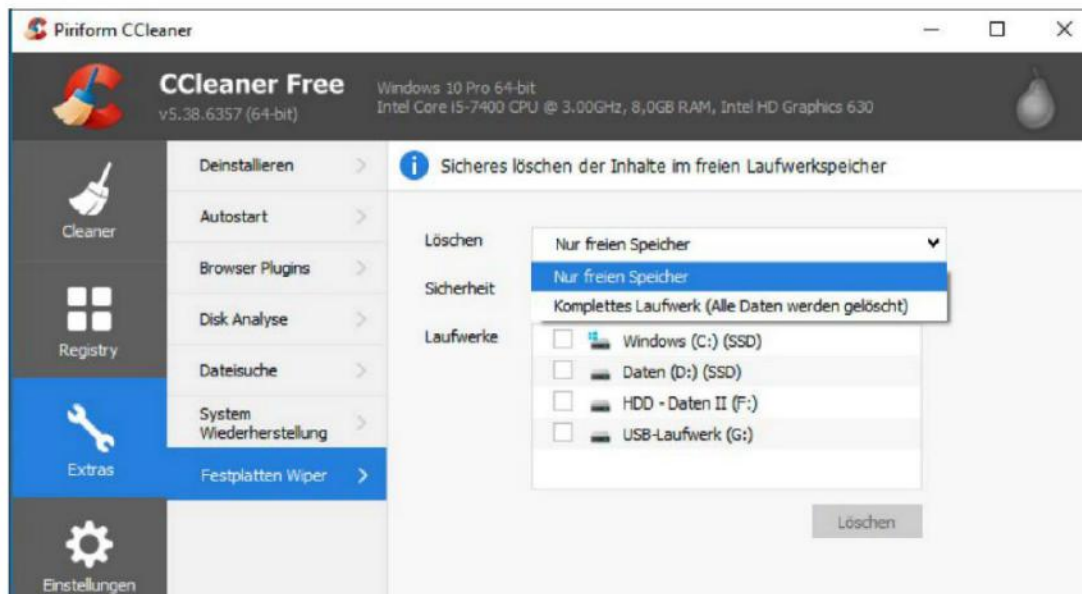 Piriform CCleaner
CCleaner Free
v5.38.6357 (64-bit)
Windows 10 Pro 64-bit
Intel Core i5-7400 CPU @ 3.00GHz, 8,0GB RAM, Intel HD Graphics 630
Cleaner
Registry
Extras
Einstellungen
Deinstallieren
Autostart
Browser Plugins
Disk Analyse
Dateisuche
System
Wiederherstellung
Festplatten Wiper
Sicheres löschen der Inhalte im freien Laufwerkspeicher
Löschen
Nur freien Speicher
Nur freien Speicher
Komplettes Laufwerk (Alle Daten werden gelöscht)
Sicherheit
Laufwerke
Windows (C:) (SSD)
Daten (D:) (SSD)
HDD - Daten II (F:)
USB-Laufwerk (G:)
Löschen